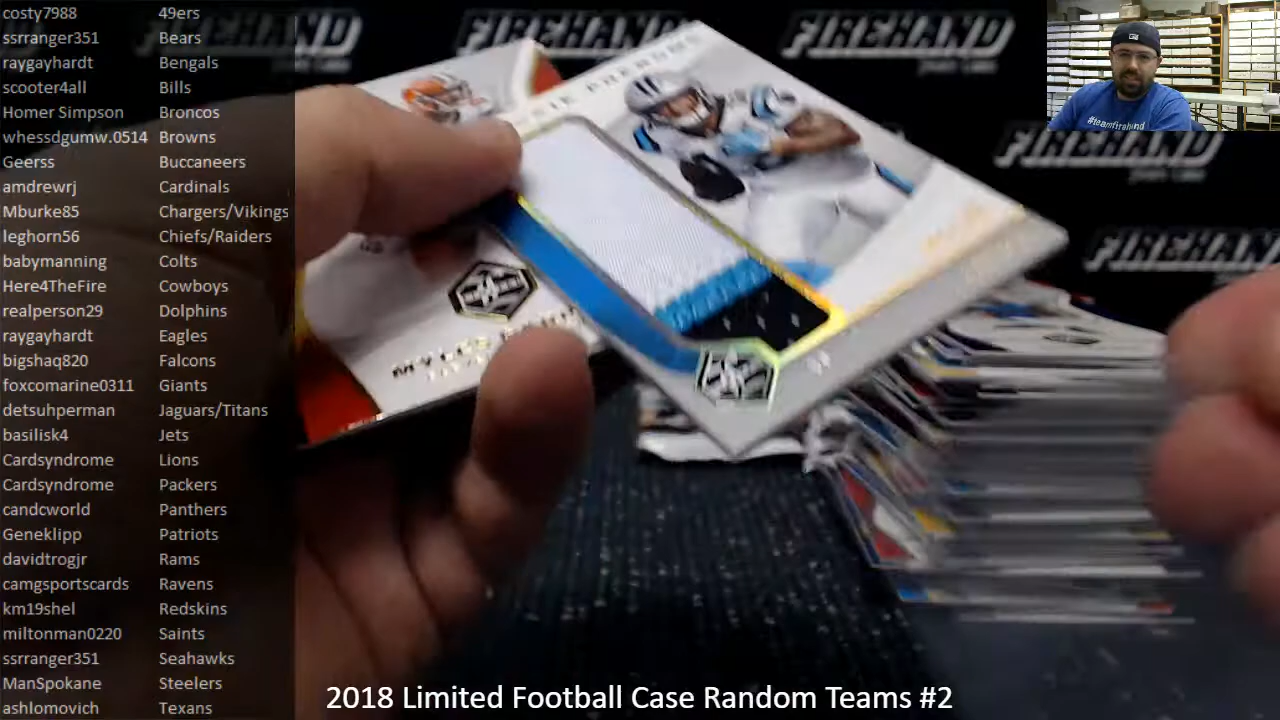 costy7988 49ers
ssrranger351 Bears
raygayhardt Bengals
scooter4all Bills
Homer Simpson Broncos
whessdgumw.0514 Browns
Geerss Buccaneers
amdrewrj Cardinals
Mburke85 Chargers/Vikings
leghorn56 Chiefs/Raiders
babymanning Colts
Here4TheFire Cowboys
realperson29 Dolphins
raygayhardt Eagles
bigshaq820 Falcons
foxcomarine0311 Giants
detsuhperman Jaguars/Titans
basilisk4 Jets
Cardsyndrome Lions
Cardsyndrome Packers
candcworld Panthers
Geneklipp Patriots
davidtrogjr Rams
camgsportscards Ravens
km19shel Redskins
miltonman0220 Saints
ssrranger351 Seahawks
ManSpokane Steelers
ashlomovich Texans
FIREHAND
FIREHAND
FIREHAND
FIREHAND
#teamfirehand
MYLES
2018 Limited Football Case Random Teams #2